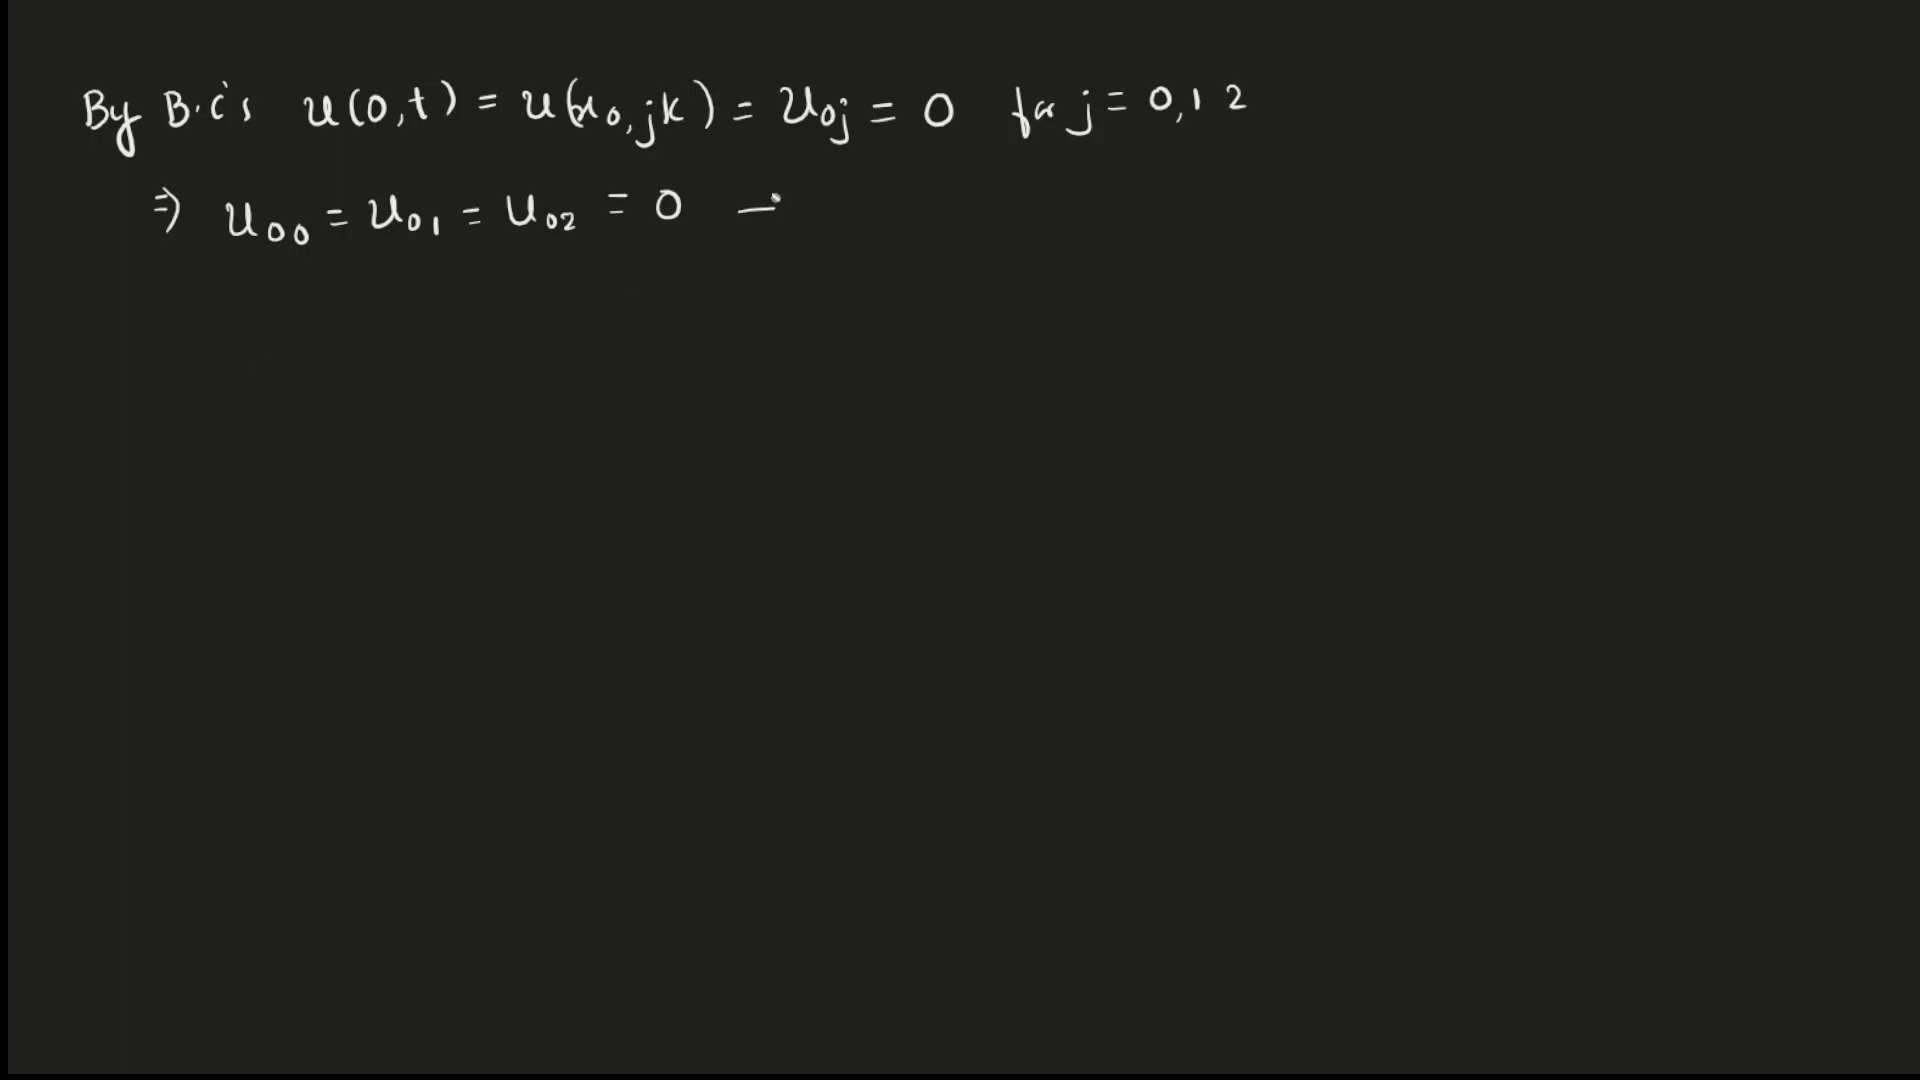 By B.C's u(0,t) = u(x₀,jk) = u₀j = 0 for j = 0,1 2
⇒ u₀₀ = u₀₁ = u₀₂ = 0 —